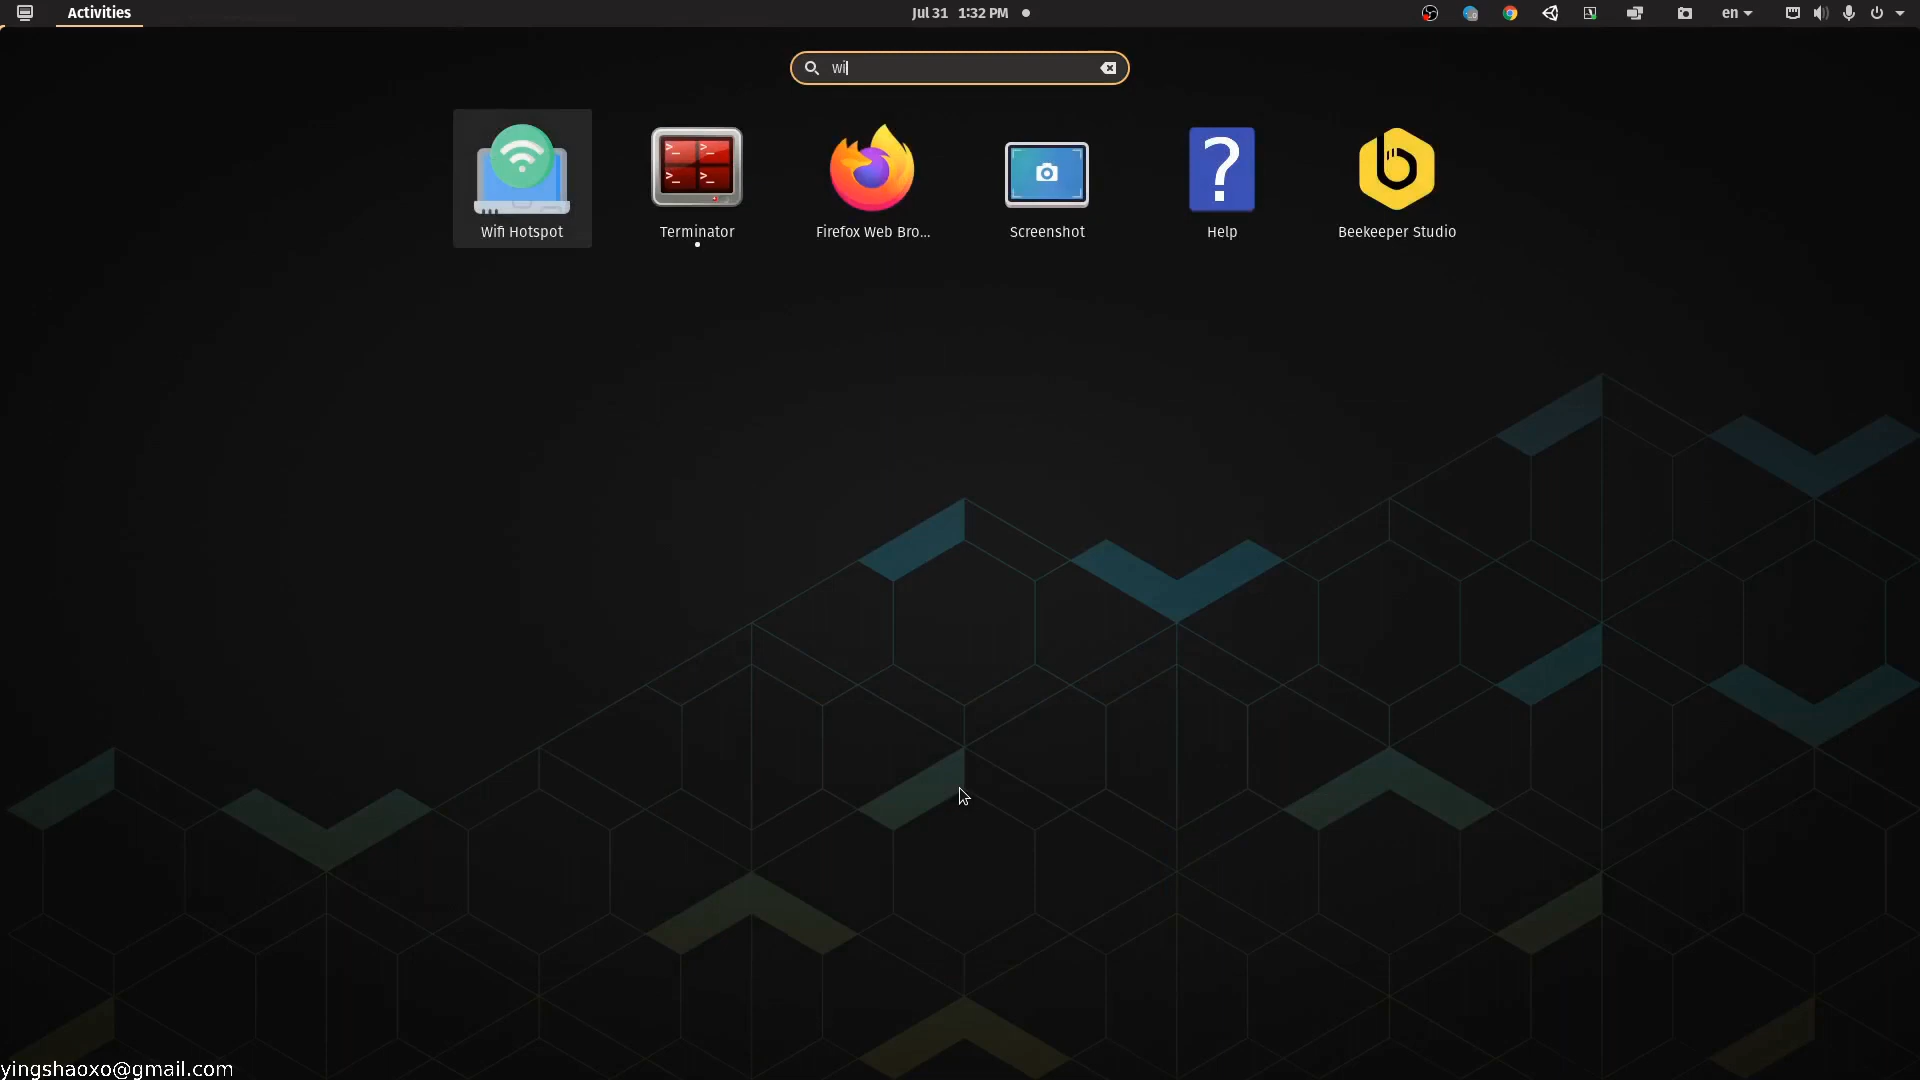 Activities
Jul 31 1:32 PM
en
wi
Wifi Hotspot
Terminator
Firefox Web Bro...
Screenshot
Help
Beekeeper Studio
yingshaoxo@gmail.com